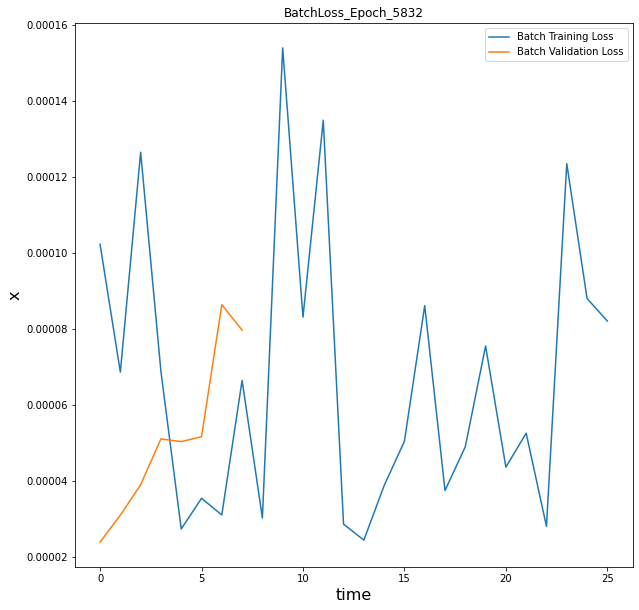 BatchLoss_Epoch_5832
Batch Training Loss
Batch Validation Loss
0.00016
0.00014
0.00012
0.00010
0.00008
0.00006
0.00004
0.00002
x
0 5 10 15 20 25
time